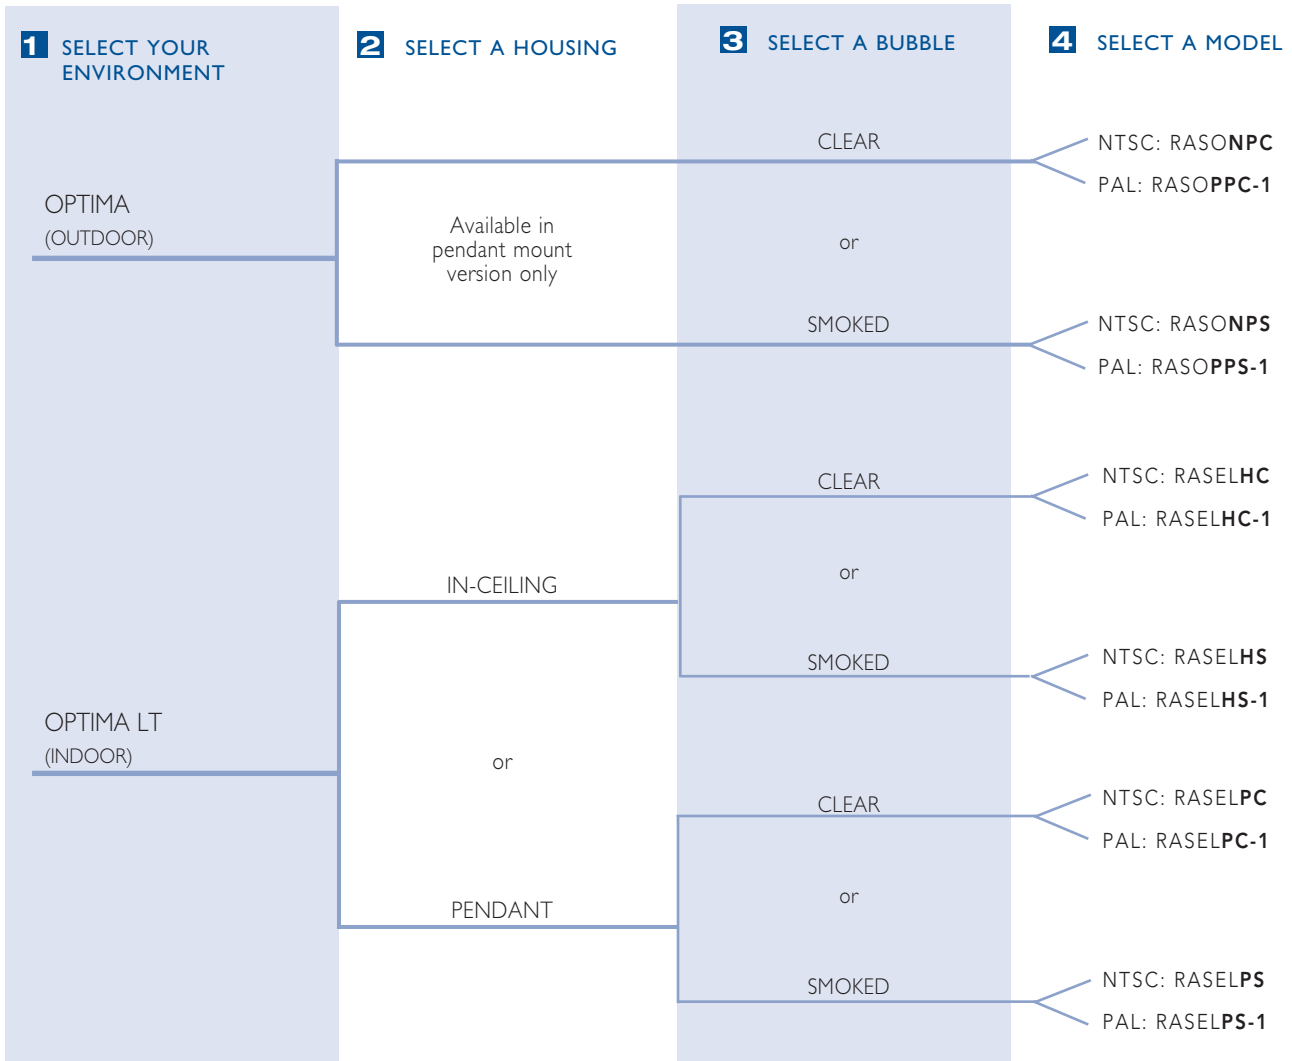 1 SELECT YOUR
ENVIRONMENT
2 SELECT A HOUSING
3 SELECT A BUBBLE
4 SELECT A MODEL
OPTIMA
(OUTDOOR)
Available in
pendant mount
version only
CLEAR
or
SMOKED
NTSC: RASONPC
PAL: RASOPPC-1
NTSC: RASONPS
PAL: RASOPPS-1
OPTIMA LT
(INDOOR)
IN-CEILING
or
PENDANT
CLEAR
or
SMOKED
NTSC: RASELHC
PAL: RASELHC-1
NTSC: RASELHS
PAL: RASELHS-1
CLEAR
or
SMOKED
NTSC: RASELPC
PAL: RASELPC-1
NTSC: RASELPS
PAL: RASELPS-1